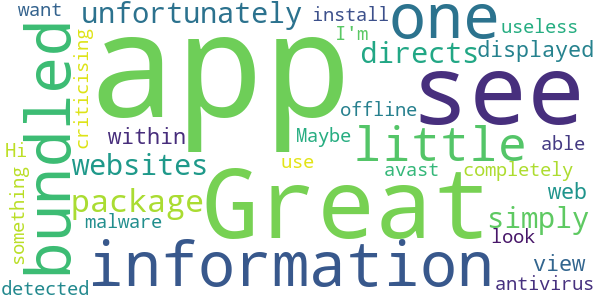 want
unfortunately
install
one
useless
I'm
directs
displayed
bundled
criticising
app
see
offline
within
Maybe
little
able
Hi
websites
use
avast
completely
something
package
Great
web
malware
simply
look
information
view
detected
antivirus